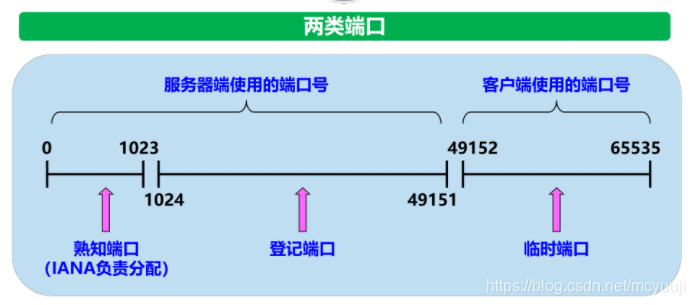 两类端口
服务器端使用的端口号
客户端使用的端口号
0
1023
49152
65535
1024
49151
熟知端口
（IANA负责分配）
登记端口
临时端口
https://blog.csdn.net/mcyuuji